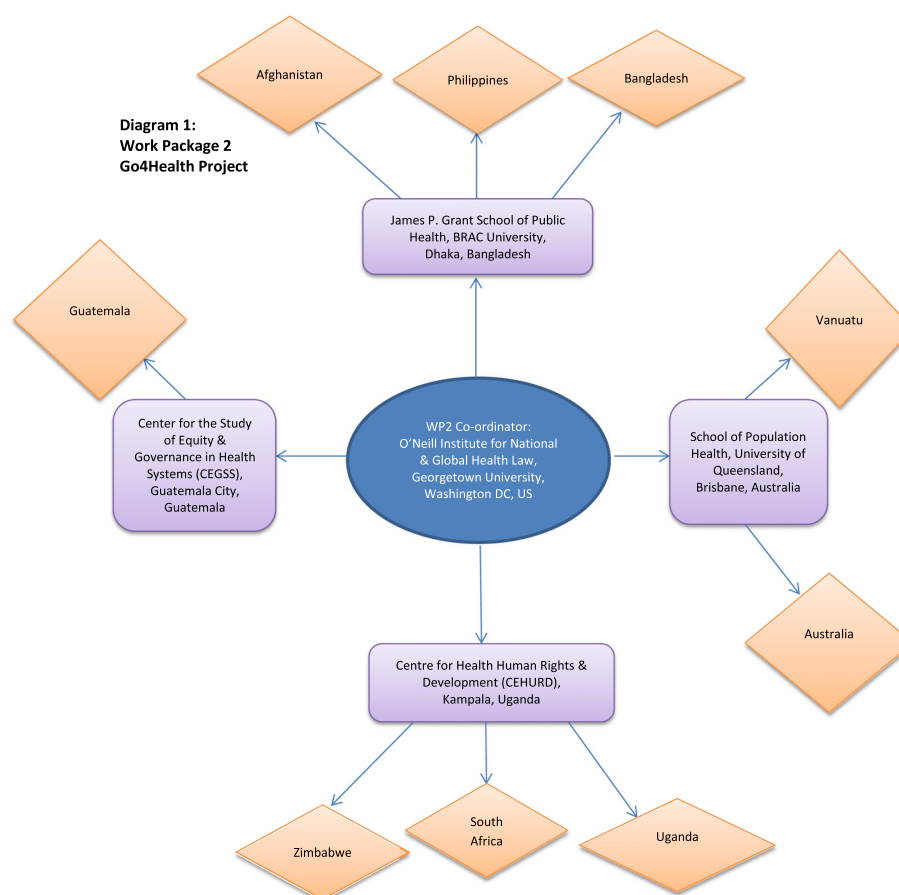 Afghanistan
Philippines
Bangladesh
Diagram 1:
Work Package 2
Go4Health Project
James P. Grant School of Public
Health, BRAC University,
Dhaka, Bangladesh
Guatemala
Vanuatu
Center for the Study
of Equity &
Governance in Health
Systems (CEGSS),
Guatemala City,
Guatemala
WP2 Co-ordinator:
O’Neill Institute for National
& Global Health Law,
Georgetown University,
Washington DC, US
School of Population
Health, University of
Queensland,
Brisbane, Australia
Australia
Centre for Health Human Rights &
Development (CEHURD),
Kampala, Uganda
Zimbabwe
South
Africa
Uganda